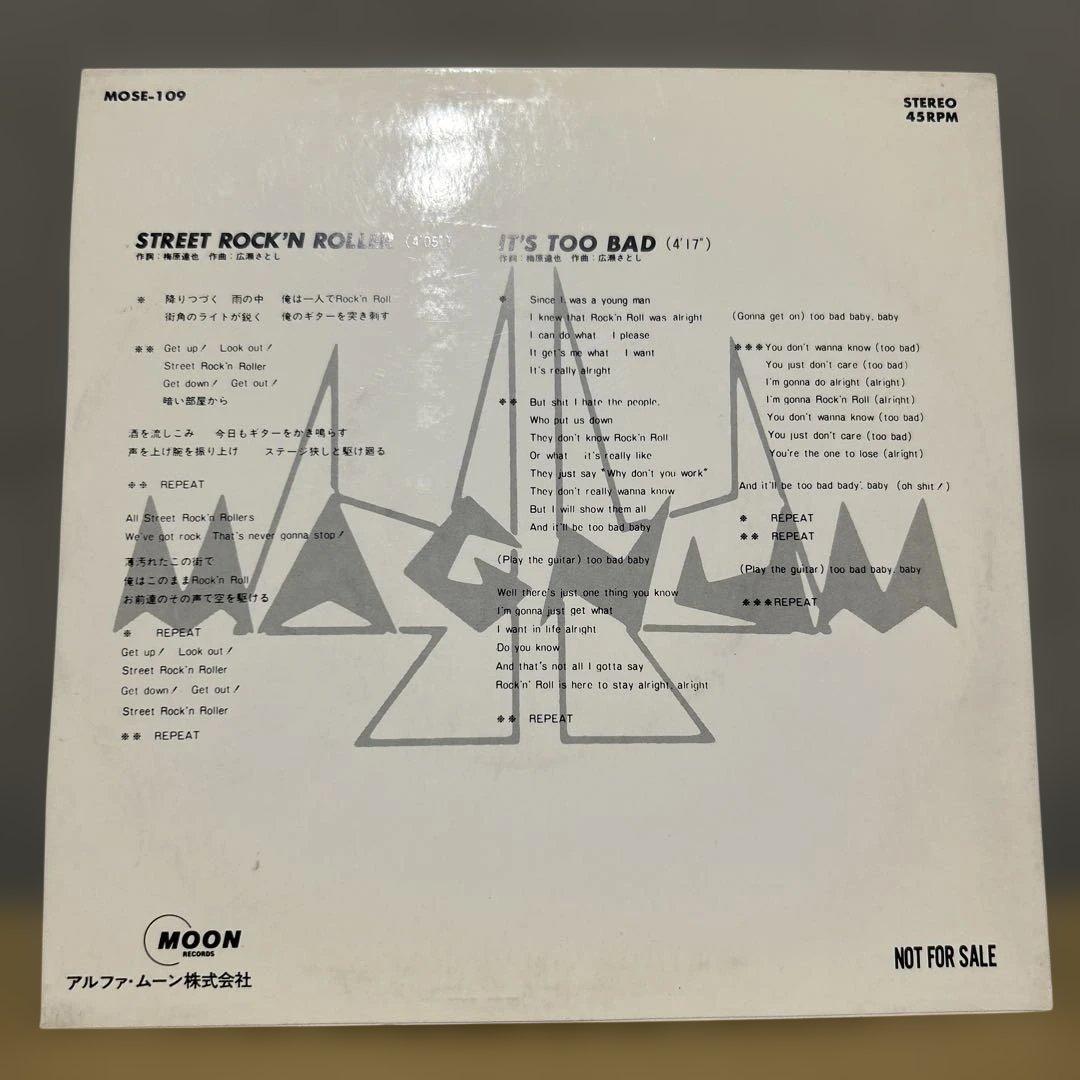 MOSE-109
STEREO
45RPM
STREET ROCK'N ROLLER (4'05")
作詞：梅原達也 作曲：広瀬さとし
※ 降りつづく 雨の中 俺は一人でRock'n Roll
街角のライトが鋭く 俺のギターを突き刺す
※※ Get up! Look out!
Street Rock'n Roller
Get down! Get out!
暗い部屋から
酒を流しこみ 今日もギターをかき鳴らす
声を上げ腕を振り上げ ステージ狭しと駆け廻る
※※ REPEAT
All Street Rock'n Rollers
We've got rock That's never gonna stop!
薄汚れたこの街で
俺はこのままRock'n Roll
お前達のその声で空を駆ける
※ REPEAT
Get up! Look out!
Street Rock'n Roller
Get down! Get out!
Street Rock'n Roller
※※ REPEAT
IT'S TOO BAD (4'17")
作詞：梅原達也 作曲：広瀬さとし
※ Since I was a young man
I knew that Rock'n Roll was alright
I can do what I please
It get's me what I want
It's really alright
※※ But shit I hate the people.
Who put us down
They don't know Rock'n Roll
Or what it's really like
They just say "Why don't you work"
They don't really wanna know
But I will show them all
And it'll be too bad baby
(Play the guitar) too bad baby
Well there's just one thing you know
I'm gonna just get what
I want in life alright
Do you know
And that's not all I gotta say
Rock'n' Roll is here to stay alright, alright
※※ REPEAT
(Gonna get on) too bad baby, baby
※※※You don't wanna know (too bad)
You just don't care (too bad)
I'm gonna do alright (alright)
I'm gonna Rock'n Roll (alright)
You don't wanna know (too bad)
You just don't care (too bad)
You're the one to lose (alright)
And it'll be too bad bady, baby (oh shit!)
※ REPEAT
※※ REPEAT
(Play the guitar) too bad baby, baby
※※※REPEAT
MAGNUM
MOON
RECORDS
アルファ・ムーン株式会社
NOT FOR SALE